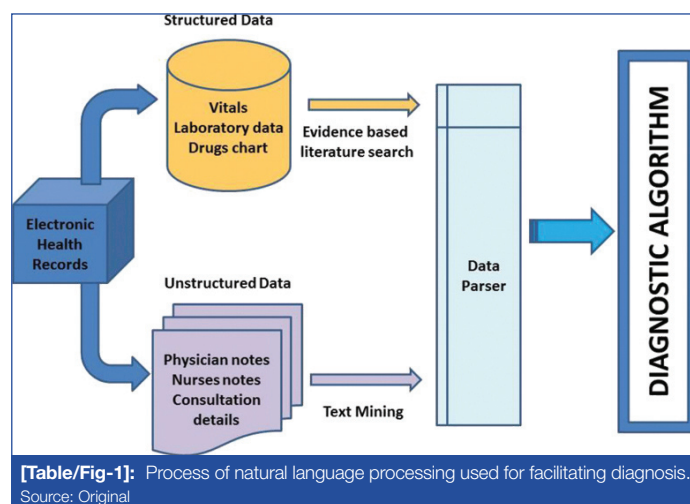 Structured Data
Vitals
Laboratory data
Drugs chart
Evidence based
literature search
Electronic
Health
Records
Unstructured Data
Physician notes
Nurses notes
Consultation
details
Text Mining
Data
Parser
DIAGNOSTIC ALGORITHM
[Table/Fig-1]: Process of natural language processing used for facilitating diagnosis.
Source: Original